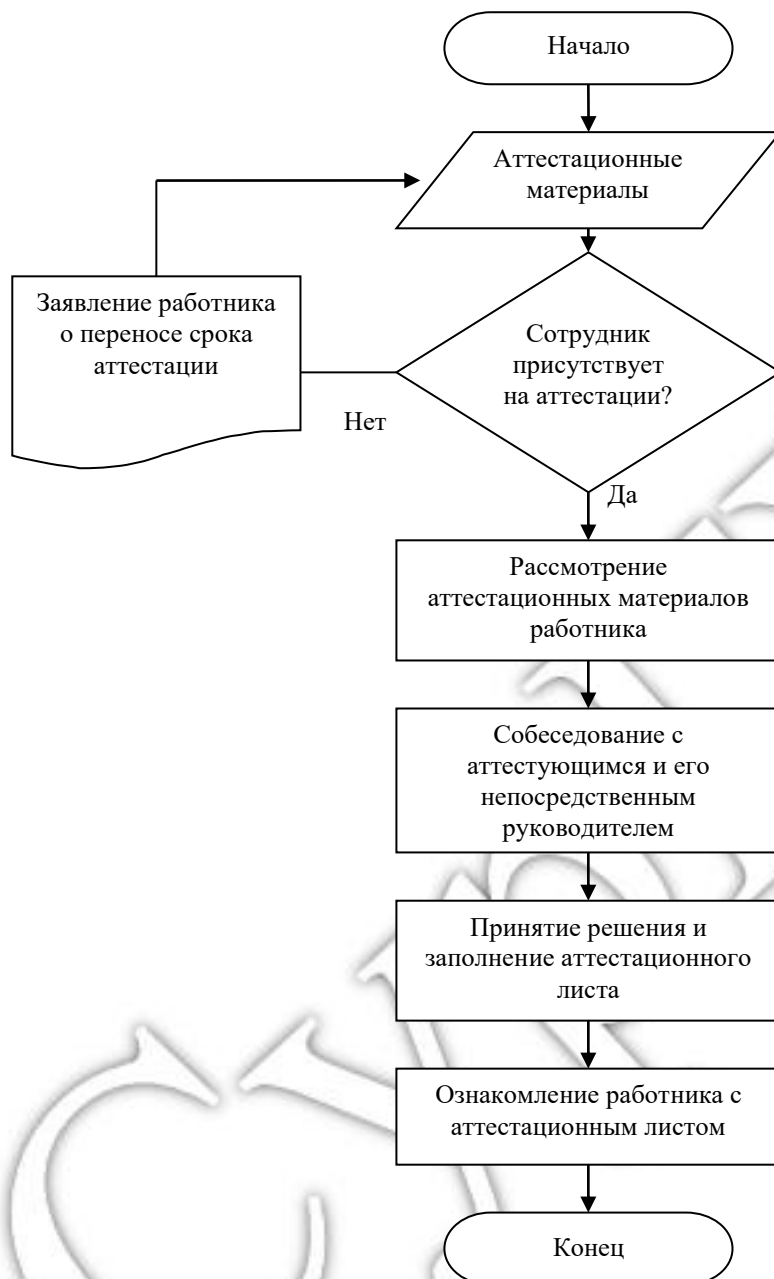 Начало
Аттестационные
материалы
Заявление работника
о переносе срока
аттестации
Сотрудник
присутствует
на аттестации?
Нет
Да
Рассмотрение
аттестационных материалов
работника
Собеседование с
аттестующимся и его
непосредственным
руководителем
Принятие решения и
заполнение аттестационного
листа
Ознакомление работника с
аттестационным листом
Конец